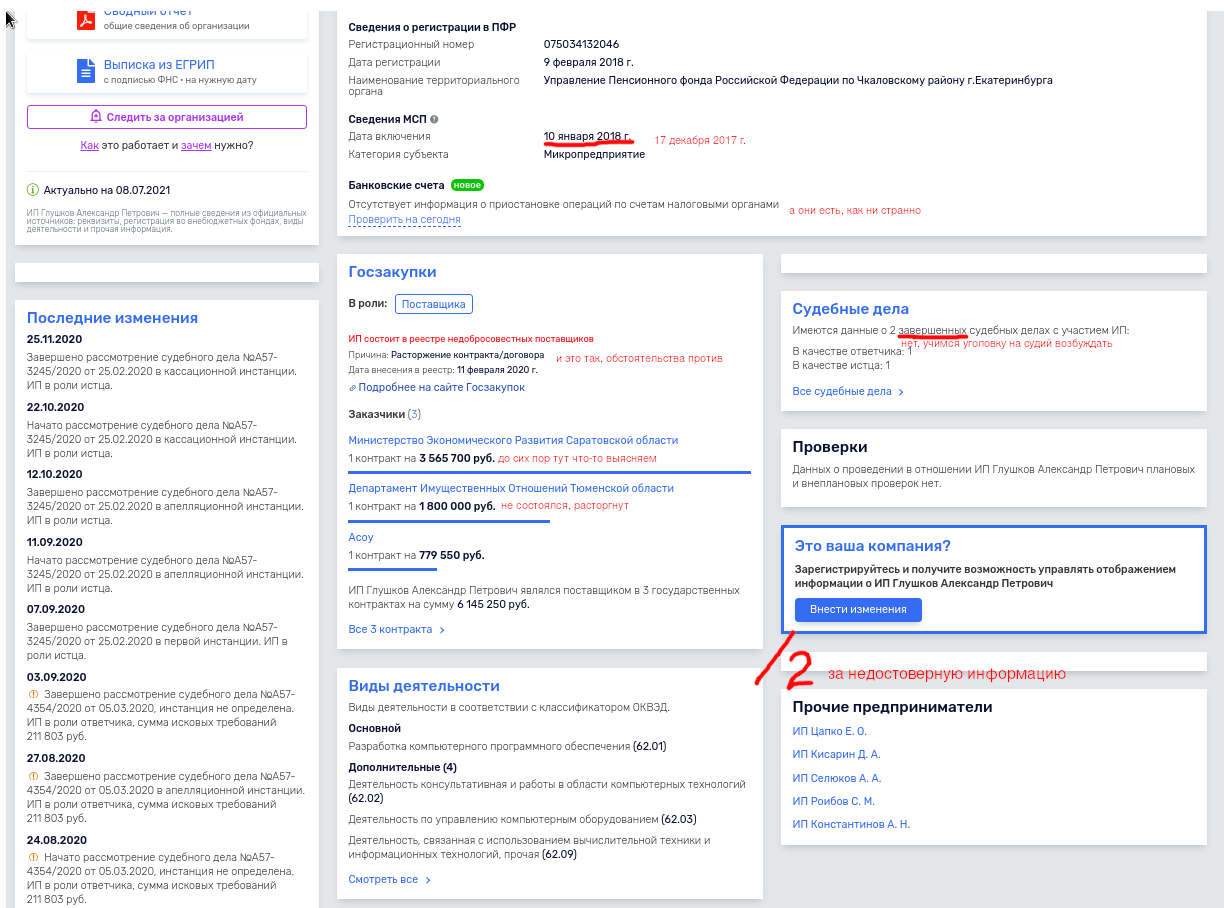 Сводный отчет
общие сведения об организации
Выписка из ЕГРИП
с подписью ФНС • на нужную дату
Следить за организацией
Как это работает и зачем нужно?
Актуально на 08.07.2021
ИП Глушков Александр Петрович — полные сведения из официальных
источников: реквизиты, регистрация во внебюджетных фондах, виды
деятельности и прочая информация.
Последние изменения
25.11.2020
Завершено рассмотрение судебного дела №А57-
3245/2020 от 25.02.2020 в кассационной инстанции.
ИП в роли истца.
22.10.2020
Начато рассмотрение судебного дела №А57-
3245/2020 от 25.02.2020 в кассационной инстанции.
ИП в роли истца.
12.10.2020
Завершено рассмотрение судебного дела №А57-
3245/2020 от 25.02.2020 в апелляционной инстанции.
ИП в роли истца.
11.09.2020
Начато рассмотрение судебного дела №А57-
3245/2020 от 25.02.2020 в апелляционной инстанции.
ИП в роли истца.
07.09.2020
Завершено рассмотрение судебного дела №А57-
3245/2020 от 25.02.2020 в первой инстанции. ИП в
роли истца.
03.09.2020
Завершено рассмотрение судебного дела №А57-
4354/2020 от 05.03.2020, инстанция не определена.
ИП в роли ответчика, сумма исковых требований
211 803 руб.
27.08.2020
Завершено рассмотрение судебного дела №А57-
4354/2020 от 05.03.2020 в апелляционной инстанции.
ИП в роли ответчика, сумма исковых требований
211 803 руб.
24.08.2020
Начато рассмотрение судебного дела №А57-
4354/2020 от 05.03.2020, инстанция не определена.
ИП в роли ответчика, сумма исковых требований
211 803 руб.
Сведения о регистрации в ПФР
Регистрационный номер 075034132046
Дата регистрации 9 февраля 2018 г.
Наименование территориального Управление Пенсионного фонда Российской Федерации по Чкаловскому району г.Екатеринбурга
органа
Сведения МСП
Дата включения 10 января 2018 г. 17 декабря 2017 г.
Категория субъекта Микропредприятие
Банковские счета новое
Отсутствует информация о приостановке операций по счетам налоговыми органами а они есть, как ни странно
Проверить на сегодня
Госзакупки
В роли: Поставщика
ИП состоит в реестре недобросовестных поставщиков
Причина: Расторжение контракта/договора и это так, обстоятельства против
Дата внесения в реестр: 11 февраля 2020 г.
Подробнее на сайте Госзакупок
Заказчики (3)
Министерство Экономического Развития Саратовской области
1 контракт на 3 565 700 руб. до сих пор тут что-то выясняем
Департамент Имущественных Отношений Тюменской области
1 контракт на 1 800 000 руб. не состоялся, расторгнут
Асоу
1 контракт на 779 550 руб.
ИП Глушков Александр Петрович являлся поставщиком в 3 государственных
контрактах на сумму 6 145 250 руб.
Все 3 контракта
Виды деятельности
Виды деятельности в соответствии с классификатором ОКВЭД.
Основной
Разработка компьютерного программного обеспечения (62.01)
Дополнительные (4)
Деятельность консультативная и работы в области компьютерных технологий
(62.02)
Деятельность по управлению компьютерным оборудованием (62.03)
Деятельность, связанная с использованием вычислительной техники и
информационных технологий, прочая (62.09)
Смотреть все
Судебные дела
Имеются данные о 2 завершенных судебных делах с участием ИП:
нет, учимся уголовку на судий возбуждать
В качестве ответчика: 1
В качестве истца: 1
Все судебные дела
Проверки
Данных о проведении в отношении ИП Глушков Александр Петрович плановых
и внеплановых проверок нет.
Это ваша компания?
Зарегистрируйтесь и получите возможность управлять отображением
информации о ИП Глушков Александр Петрович
Внести изменения
/2 за недостоверную информацию
Прочие предприниматели
ИП Цапко Е. О.
ИП Кисарин Д. А.
ИП Селюков А. А.
ИП Роибов С. М.
ИП Константинов А. Н.